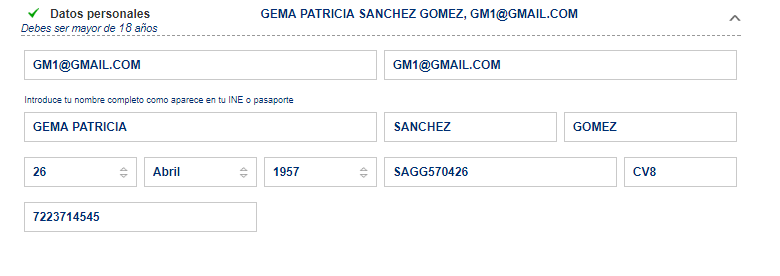 Datos personales GEMA PATRICIA SANCHEZ GOMEZ, GM1@GMAIL.COM
Debes ser mayor de 18 años
GM1@GMAIL.COM GM1@GMAIL.COM
Introduce tu nombre completo como aparece en tu INE o pasaporte
GEMA PATRICIA SANCHEZ GOMEZ
26 Abril 1957 SAGG570426 CV8
7223714545